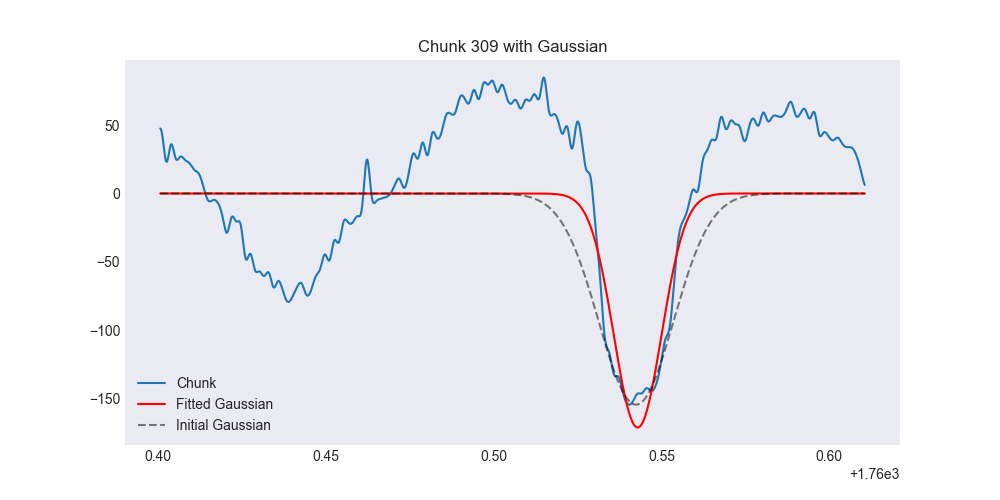 Chunk 309 with Gaussian
50
0
−50
−100
−150
Chunk
Fitted Gaussian
Initial Gaussian
0.40 0.45 0.50 0.55 0.60
+1.76e3